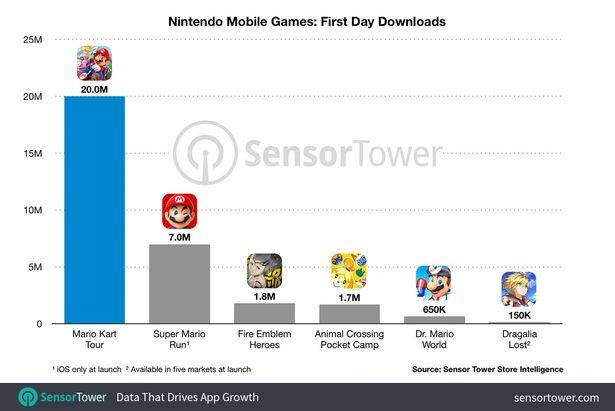 Nintendo Mobile Games: First Day Downloads
25M
20M
15M
10M
5M
0
20.0M
7.0M
1.8M
1.7M
650K
150K
SensorTower
Mario Kart
Tour
Super Mario
Run¹
Fire Emblem
Heroes
Animal Crossing
Pocket Camp
Dr. Mario
World
Dragalia
Lost²
¹ iOS only at launch ² Available in five markets at launch
Source: Sensor Tower Store Intelligence
SensorTower Data That Drives App Growth
sensortower.com